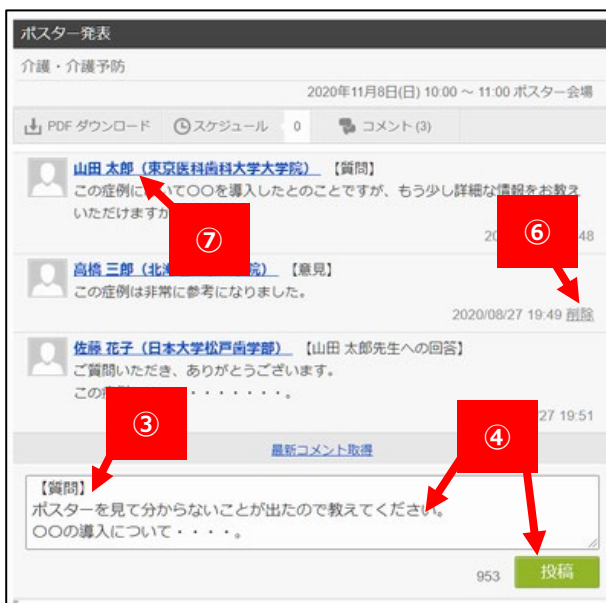 ポスター発表
介護・介護予防
2020年11月8日(日) 10:00 ～ 11:00 ポスター会場
PDF ダウンロード スケジュール 0 コメント (3)
山田 太郎（東京医科歯科大学大学院） 【質問】
この症例に いて〇〇を導入したとのことですが、もう少し詳細な情報をお教え
いただけますか
⑦
⑥
20 48
高橋 三郎（北 院） 【意見】
この症例は非常に参考になりました。
2020/08/27 19:49 削除
佐藤 花子（日本大学松戸歯学部） 【山田 太郎先生への回答】
ご質問いただき、ありがとうございます。
この ・・・・・・・。
27 19:51
③
④
最新コメント取得
【質問】
ポスターを見て分からないことが出たので教えてください。
〇〇の導入について・・・・。
953 投稿